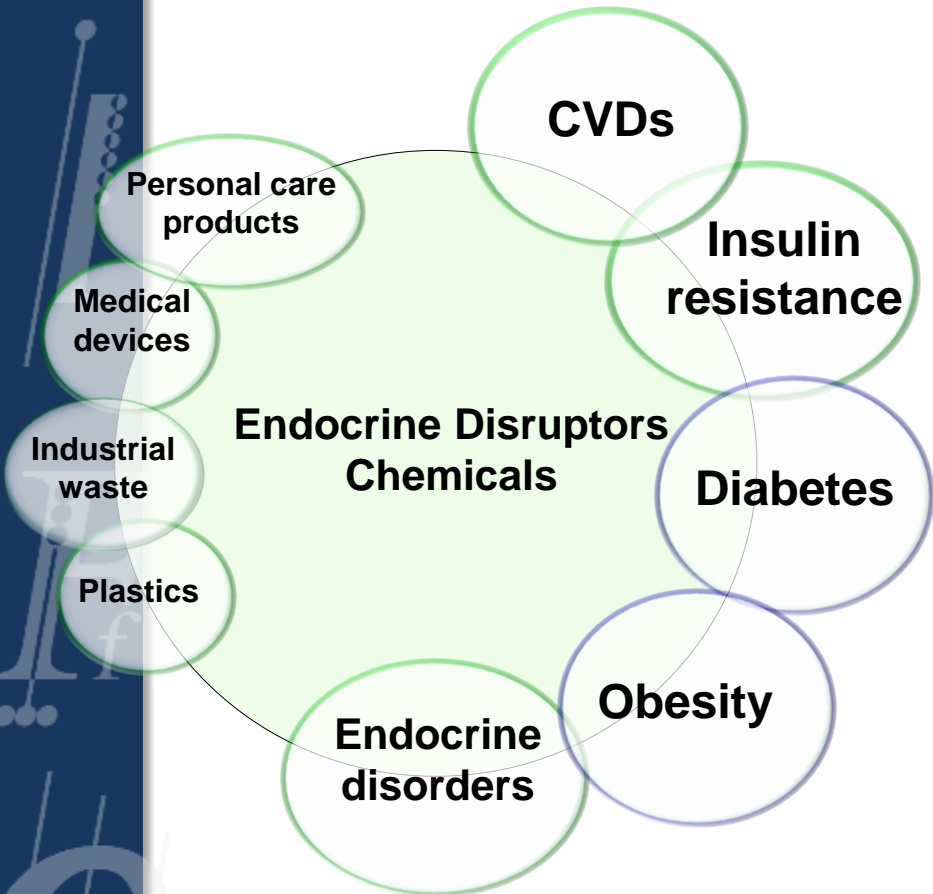 CVDs
Personal care
products
Insulin
resistance
Medical
devices
Endocrine Disruptors
Chemicals
Industrial
waste
Diabetes
Plastics
Obesity
Endocrine
disorders
f